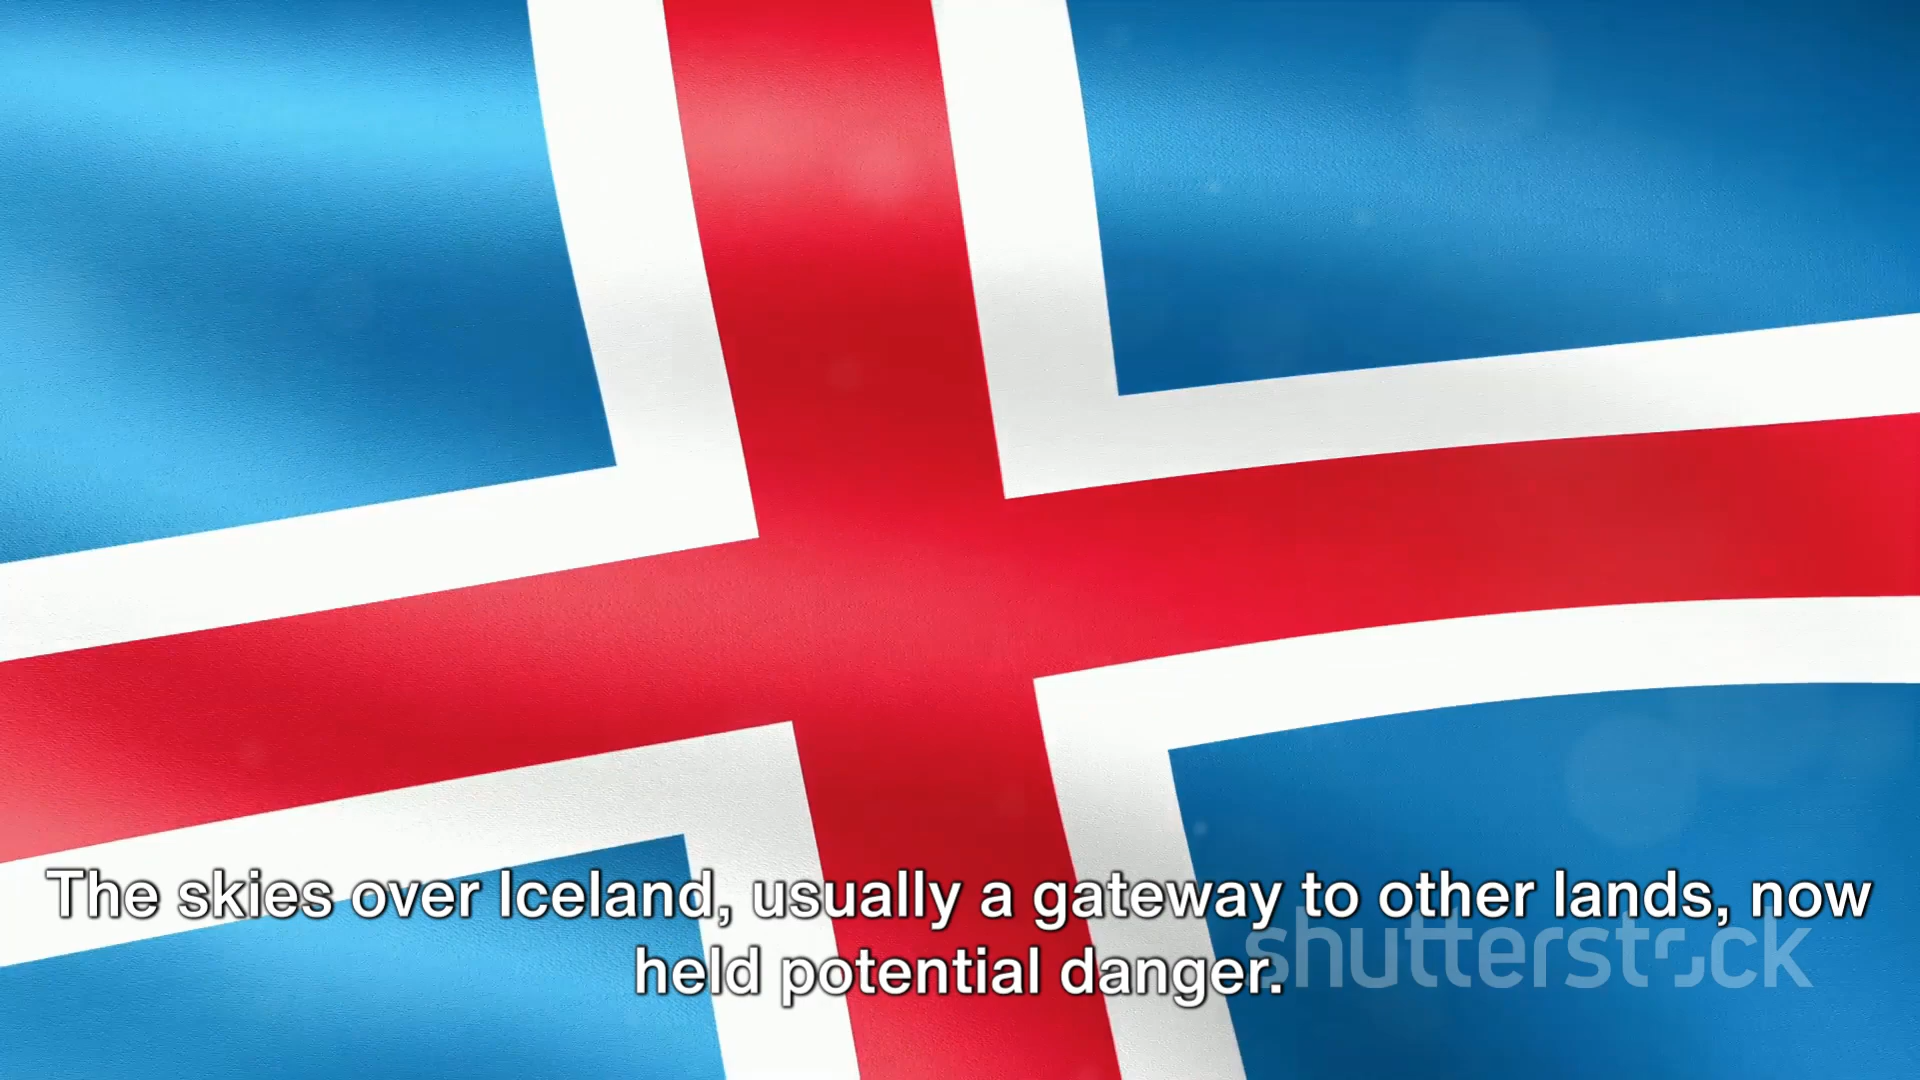 The skies over Iceland, usually a gateway to other lands, now
held potential danger.
shutterstock